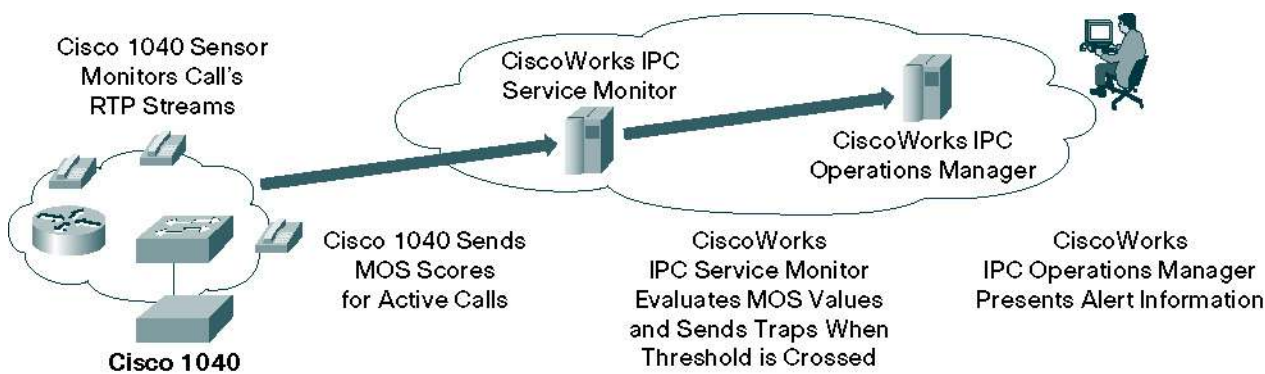 Cisco 1040 Sensor
Monitors Call's
RTP Streams
CiscoWorks IPC
Service Monitor
CiscoWorks IPC
Operations Manager
Cisco 1040 Sends
MOS Scores
for Active Calls
Cisco 1040
CiscoWorks
IPC Service Monitor
Evaluates MOS Values
and Sends Traps When
Threshold is Crossed
CiscoWorks
IPC Operations Manager
Presents Alert Information